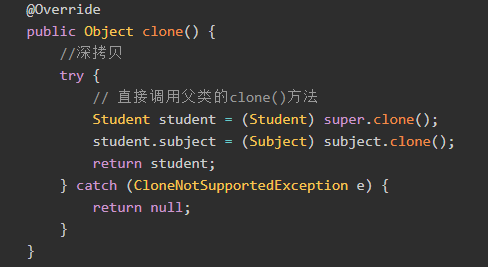 @Override
public Object clone() {
    //深拷贝
    try {
        // 直接调用父类的clone()方法
        Student student = (Student) super.clone();
        student.subject = (Subject) subject.clone();
        return student;
    } catch (CloneNotSupportedException e) {
        return null;
    }
}